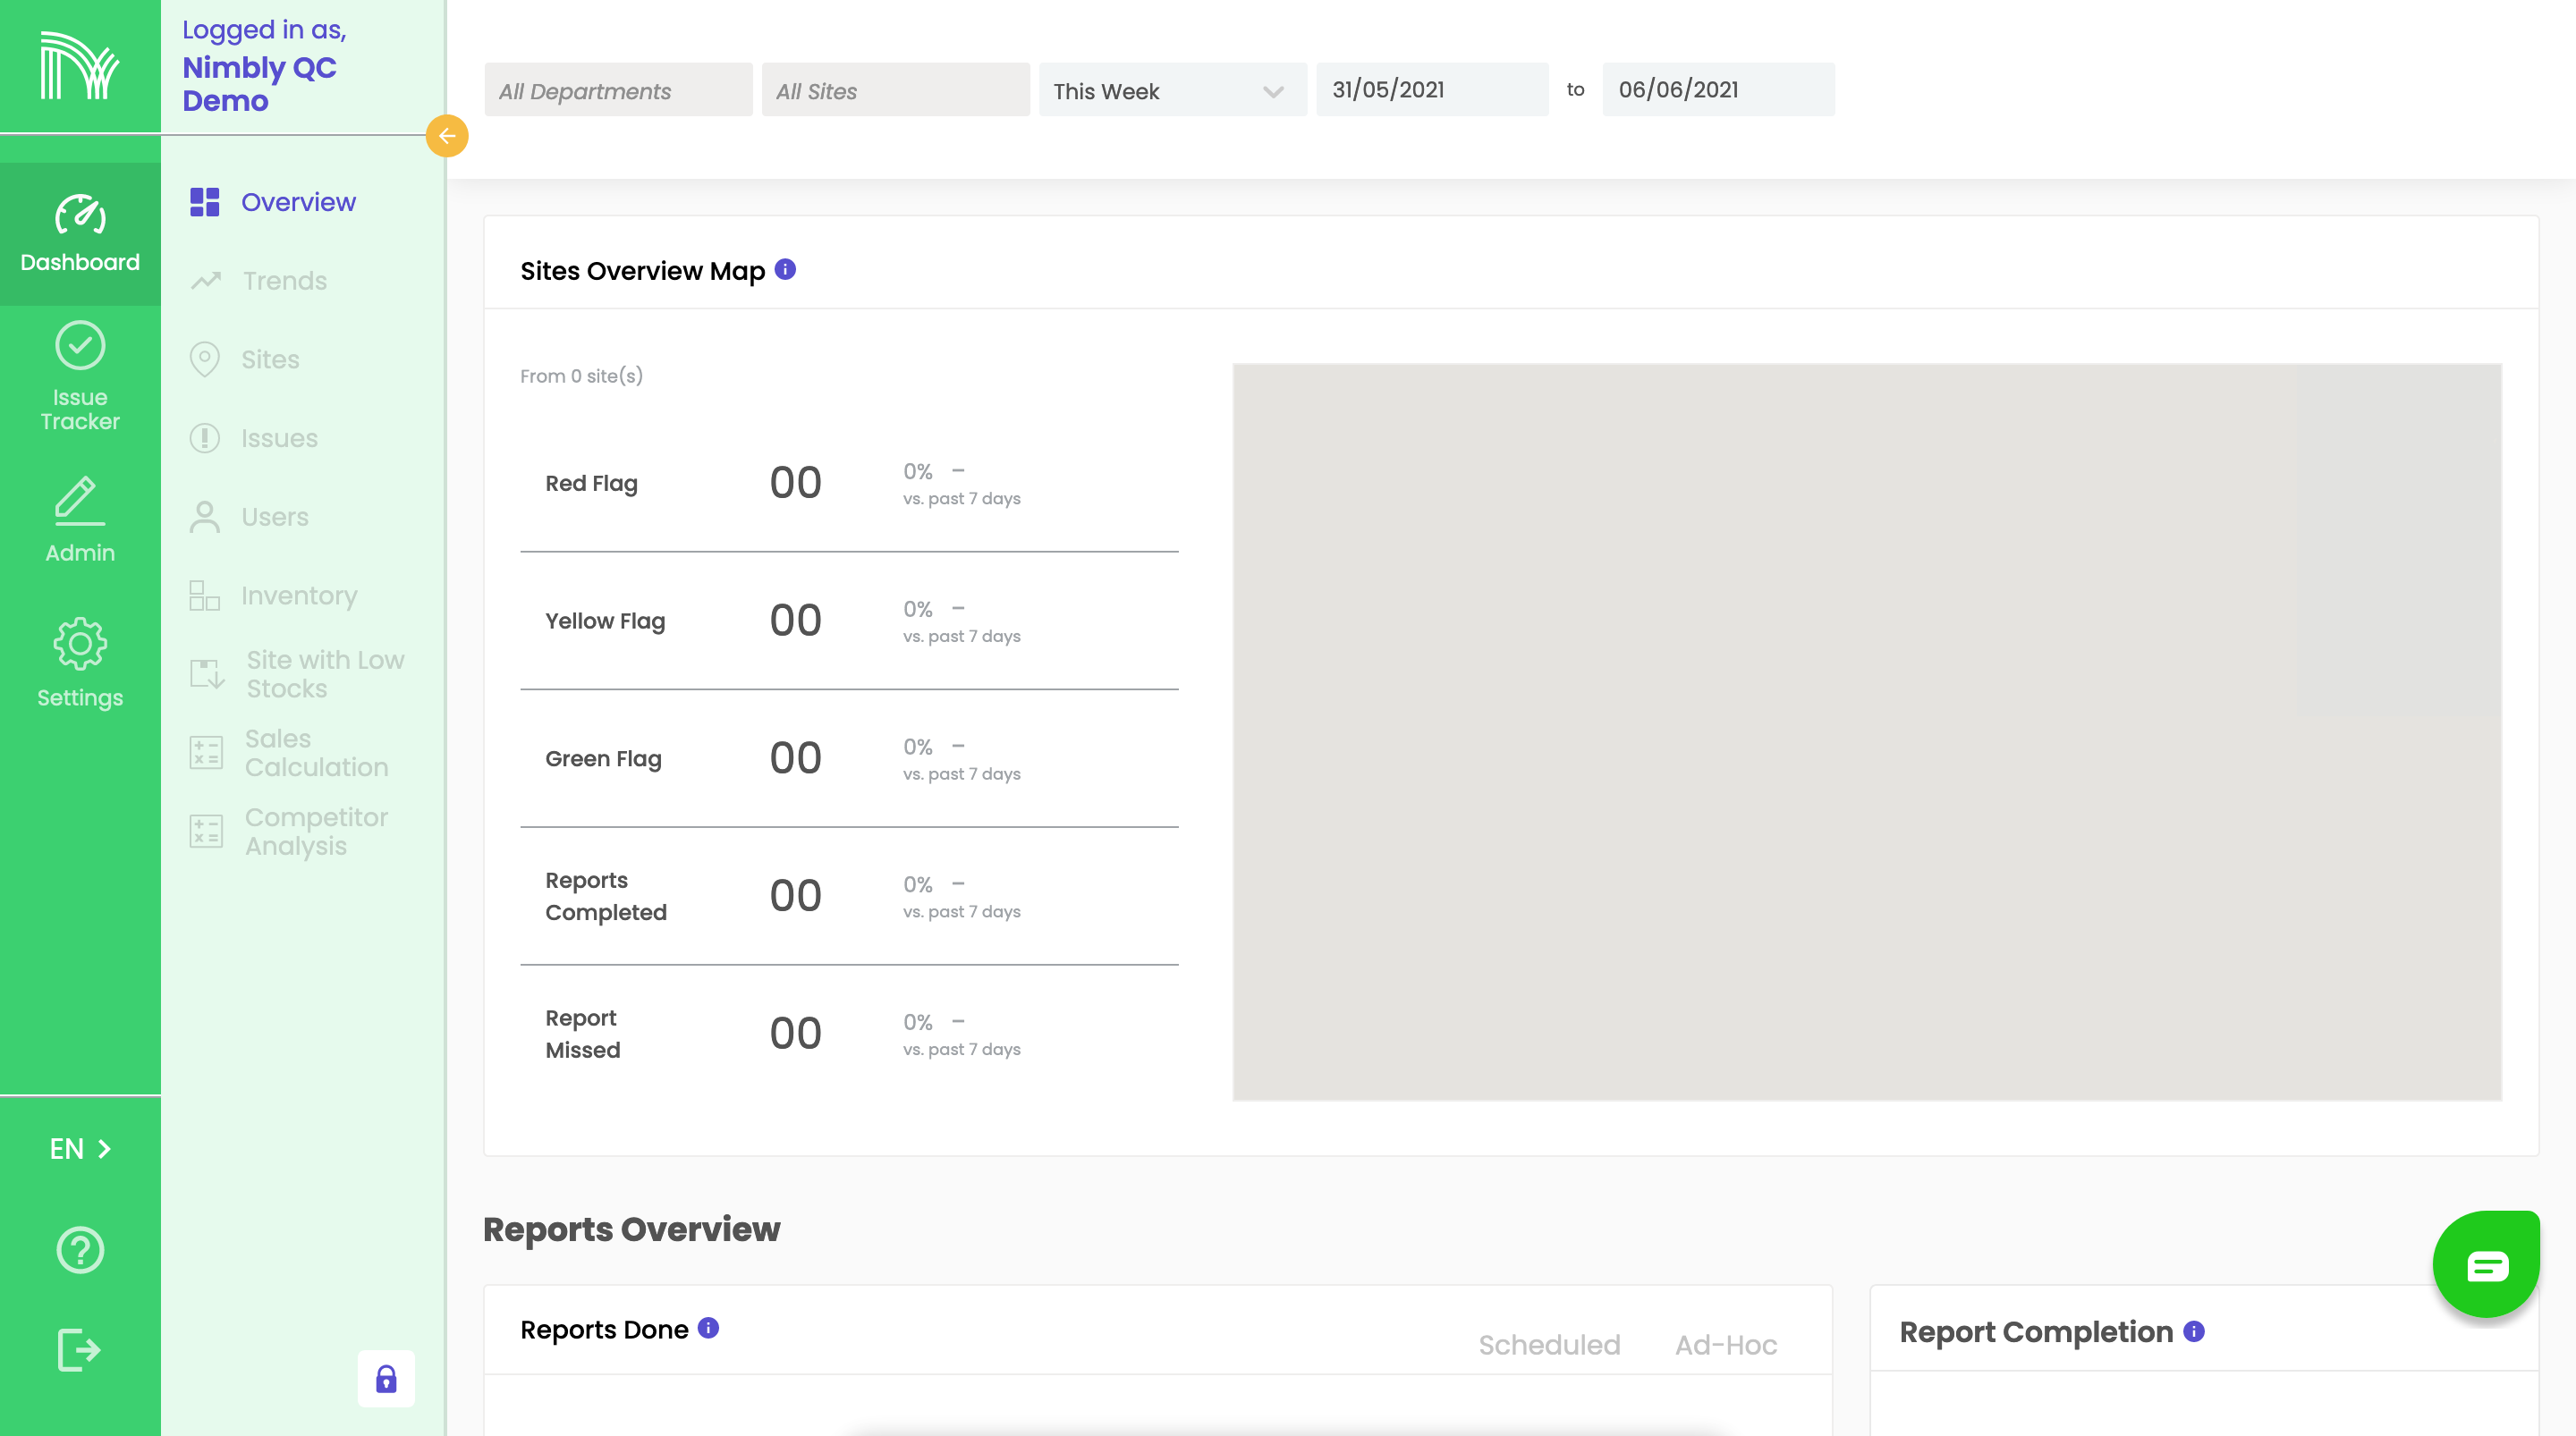 Logged in as,
Nimbly QC
Demo
Dashboard
Issue
Tracker
Admin
Settings
EN
Overview
Trends
Sites
Issues
Users
Inventory
Site with Low
Stocks
Sales
Calculation
Competitor
Analysis
All Departments
All Sites
This Week
31/05/2021
to
06/06/2021
Sites Overview Map
From 0 site(s)
Red Flag
00
0% –
vs. past 7 days
Yellow Flag
00
0% –
vs. past 7 days
Green Flag
00
0% –
vs. past 7 days
Reports
Completed
00
0% –
vs. past 7 days
Report
Missed
00
0% –
vs. past 7 days
Reports Overview
Reports Done
Scheduled
Ad-Hoc
Report Completion